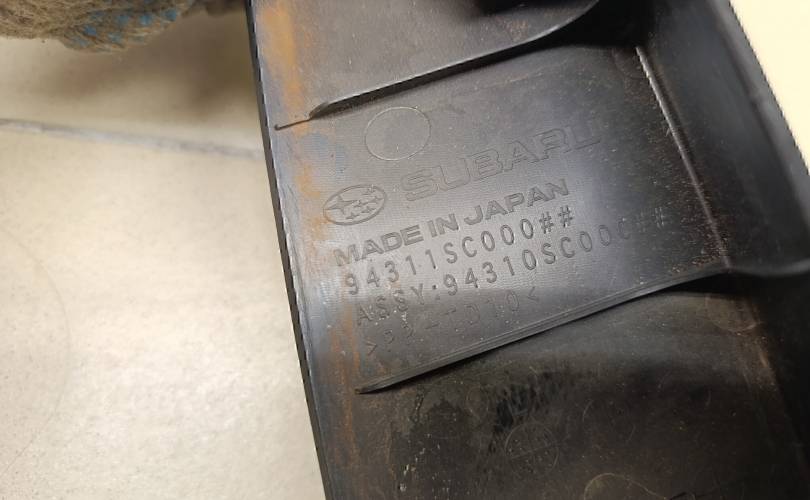 SUBARU
MADE IN JAPAN
94311SC000##
ASSY:94310SC000##